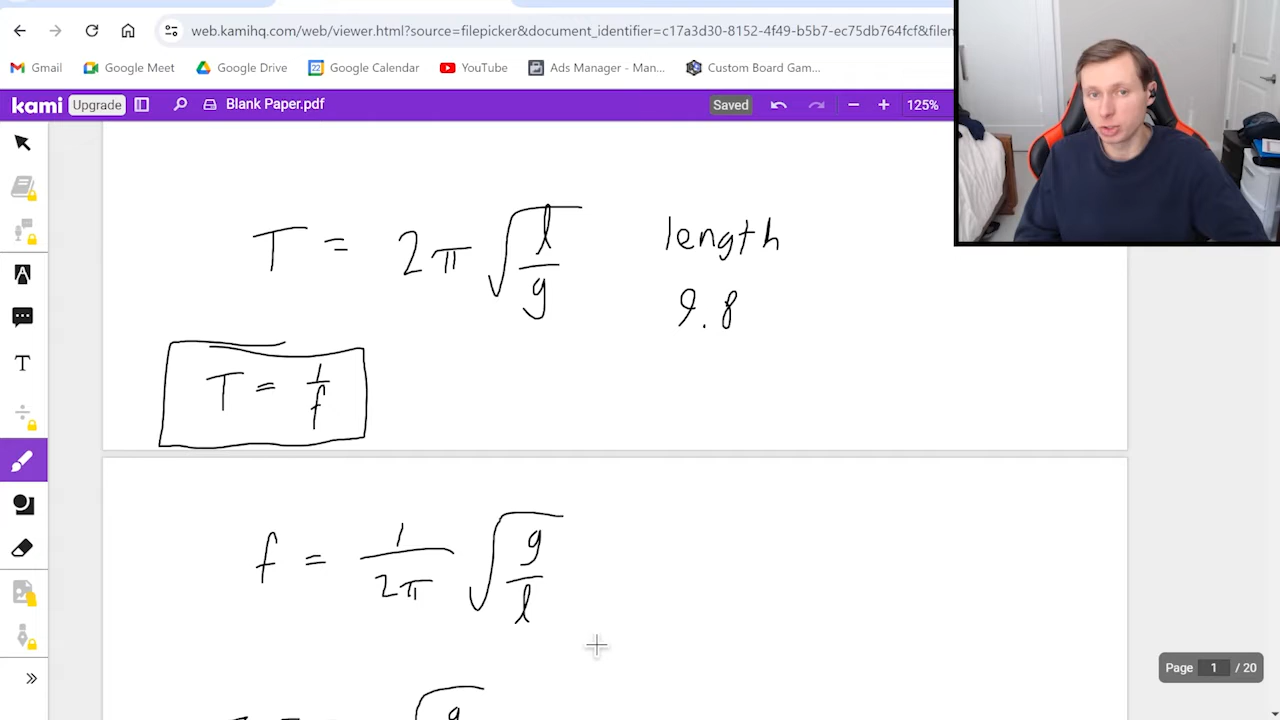 web.kamihq.com/web/viewer.html?source=filepicker&document_identifier=c17a3d30-8152-4f49-b5b7-ec75db764fcf&filen
Gmail Google Meet Google Drive 22 Google Calendar YouTube Ads Manager - Man... Custom Board Gam...
kami Upgrade Blank Paper.pdf Saved 125%
T = 2π √(l/g) length
9.8
T = 1/f
f = 1/2π √(g/l)
g
Page 1 / 20